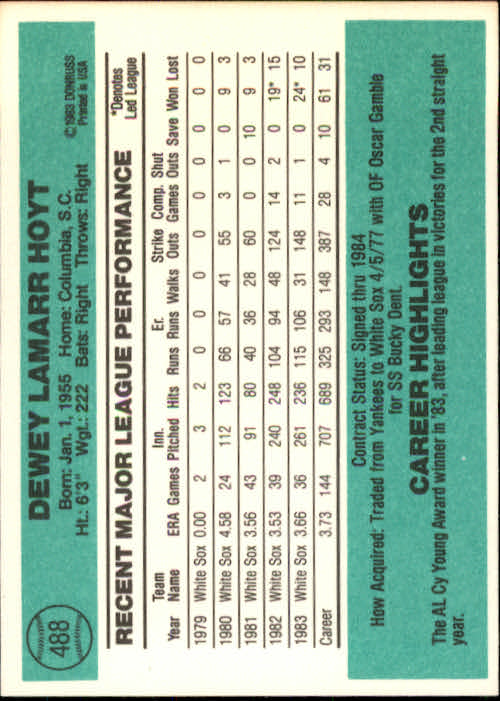 488
DEWEY LAMARR HOYT
© 1983 DONRUSS
Printed in USA
Born: Jan. 1, 1955 Home: Columbia, S.C.
Ht.: 6'3" Wgt.: 222 Bats: Right Throws: Right
RECENT MAJOR LEAGUE PERFORMANCE
*Denotes
Led League
Team Inn. Er. Strike Comp. Shut
Year Name ERA Games Pitched Hits Runs Runs Walks Outs Games Outs Save Won Lost
1979 White Sox 0.00 2 3 2 0 0 0 0 0 0 0 0 0
1980 White Sox 4.58 24 112 123 66 57 41 55 3 1 0 9 3
1981 White Sox 3.56 43 91 80 40 36 28 60 0 0 10 9 3
1982 White Sox 3.53 39 240 248 104 94 48 124 14 2 0 19* 15
1983 White Sox 3.66 36 261 236 115 106 31 148 11 1 0 24* 10
Career 3.73 144 707 689 325 293 148 387 28 4 10 61 31
Contract Status: Signed thru 1984
How Acquired: Traded from Yankees to White Sox 4/5/77 with OF Oscar Gamble
for SS Bucky Dent.
CAREER HIGHLIGHTS
The AL Cy Young Award winner in '83, after leading league in victories for the 2nd straight
year.